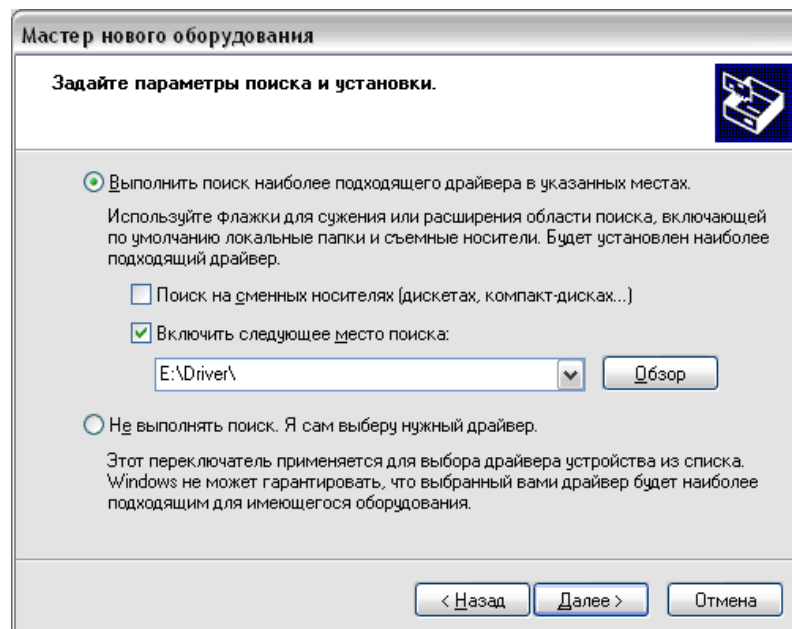 Мастер нового оборудования
Задайте параметры поиска и установки.
Выполнить поиск наиболее подходящего драйвера в указанных местах.
Используйте флажки для сужения или расширения области поиска, включающей
по умолчанию локальные папки и съемные носители. Будет установлен наиболее
подходящий драйвер.
Поиск на сменных носителях (дискетах, компакт-дисках...)
Включить следующее место поиска:
E:\Driver\
Обзор
Не выполнять поиск. Я сам выберу нужный драйвер.
Этот переключатель применяется для выбора драйвера устройства из списка.
Windows не может гарантировать, что выбранный вами драйвер будет наиболее
подходящим для имеющегося оборудования.
< Назад Далее > Отмена